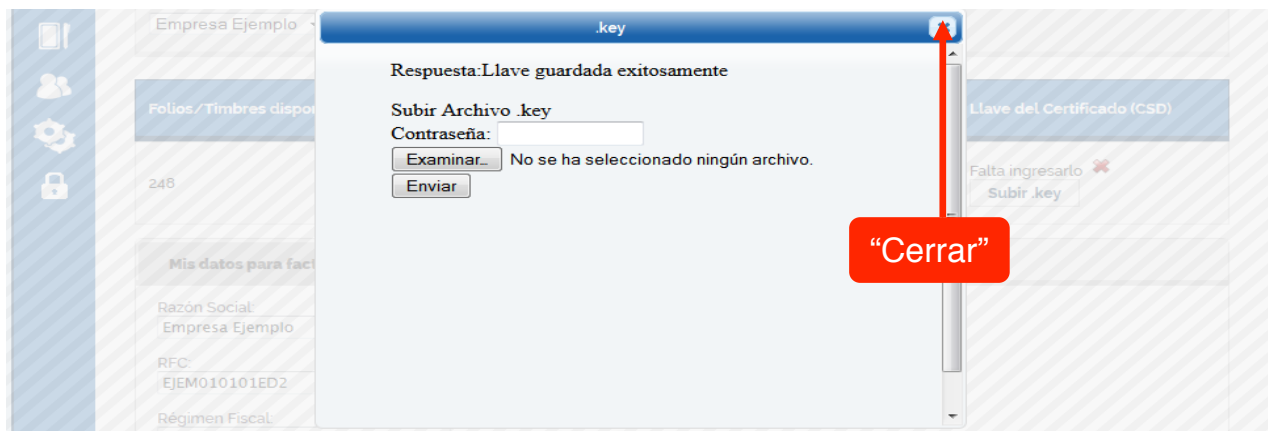 Empresa Ejemplo
.key
Respuesta:Llave guardada exitosamente
Subir Archivo .key
Contraseña:
Examinar... No se ha seleccionado ningún archivo.
Enviar
“Cerrar”
Folios/Timbres dispo
Llave del Certificado (CSD)
248
Falta ingresarlo
Subir .key
Mis datos para fact
Razón Social:
Empresa Ejemplo
RFC:
EJEM010101ED2
Régimen Fiscal: